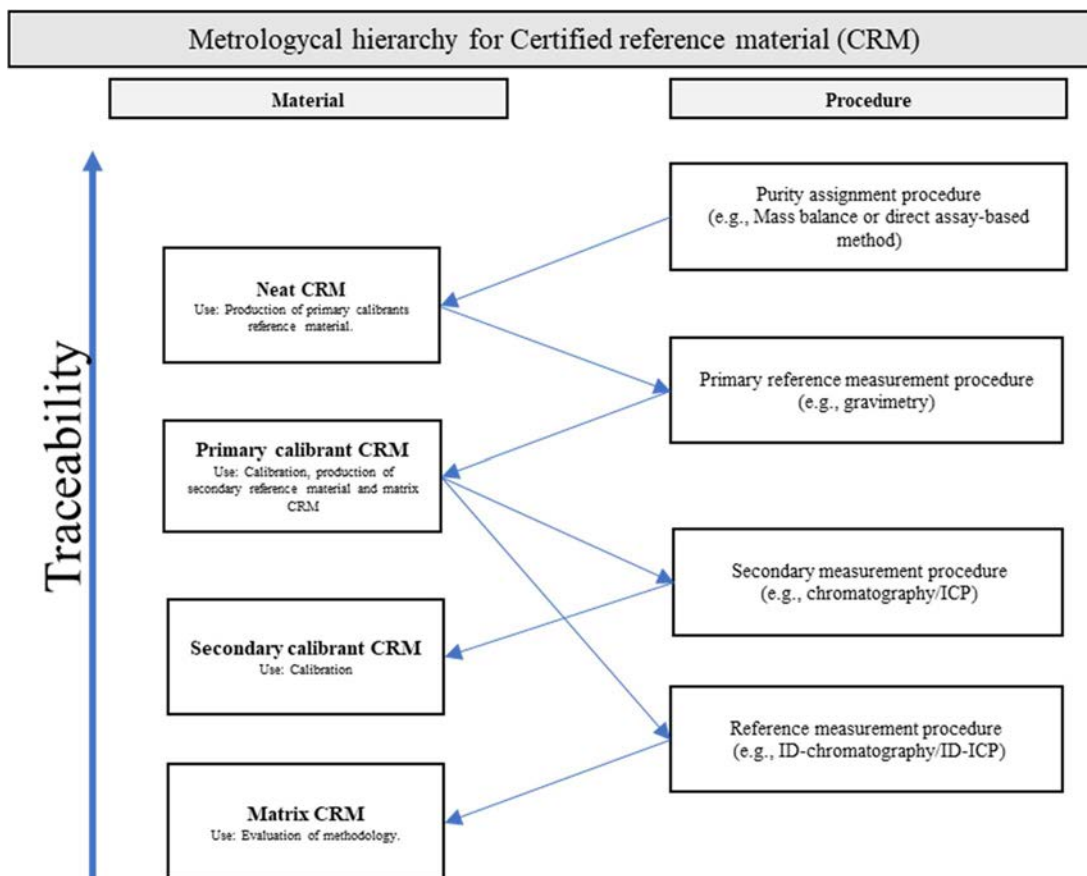 Metrologycal hierarchy for Certified reference material (CRM)
Material
Procedure
Traceability
Purity assignment procedure
(e.g., Mass balance or direct assay-based
method)
Neat CRM
Use: Production of primary calibrants
reference material.
Primary reference measurement procedure
(e.g., gravimetry)
Primary calibrant CRM
Use: Calibration, production of
secondary reference material and matrix
CRM
Secondary measurement procedure
(e.g., chromatography/ICP)
Secondary calibrant CRM
Use: Calibration
Reference measurement procedure
(e.g., ID-chromatography/ID-ICP)
Matrix CRM
Use: Evaluation of methodology.